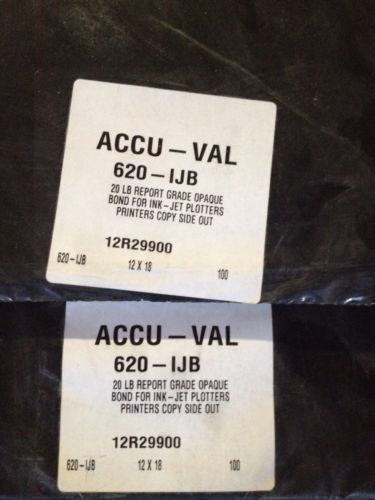 ACCU – VAL
620 – IJB
20 LB REPORT GRADE OPAQUE
BOND FOR INK – JET PLOTTERS
PRINTERS COPY SIDE OUT
12R29900
620 – IJB 12 X 18 100
ACCU – VAL
620 – IJB
20 LB REPORT GRADE OPAQUE
BOND FOR INK – JET PLOTTERS
PRINTERS COPY SIDE OUT
12R29900
620 – IJB 12 X 18 100